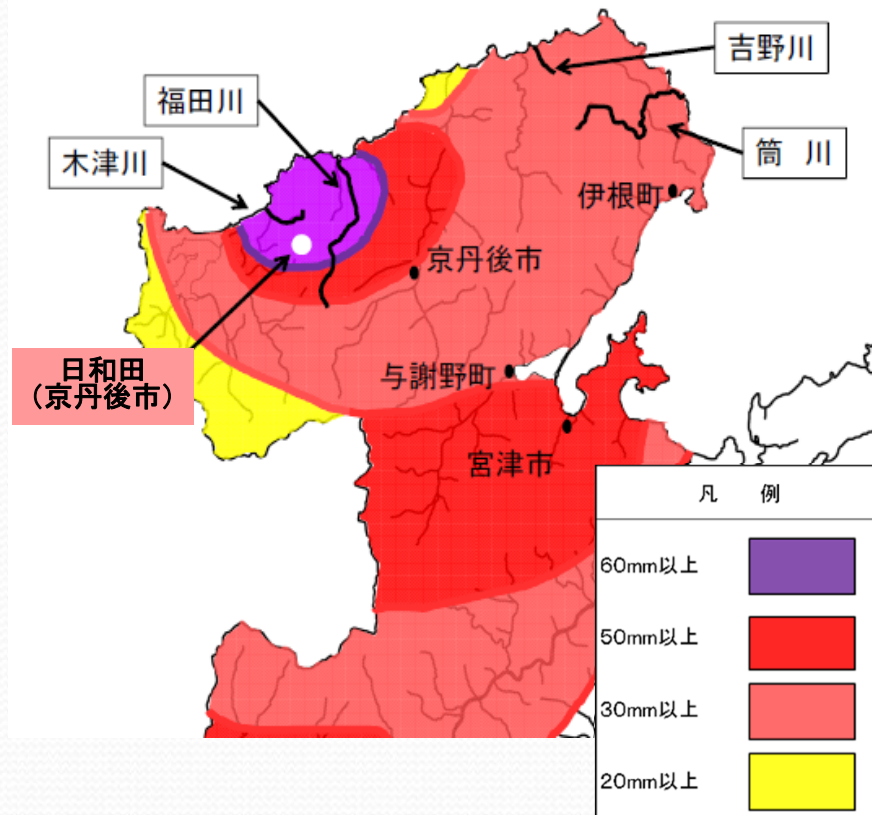 吉野川
福田川
木津川
筒 川
伊根町
京丹後市
日和田
(京丹後市)
与謝野町
宮津市
凡 例
60mm以上
50mm以上
30mm以上
20mm以上